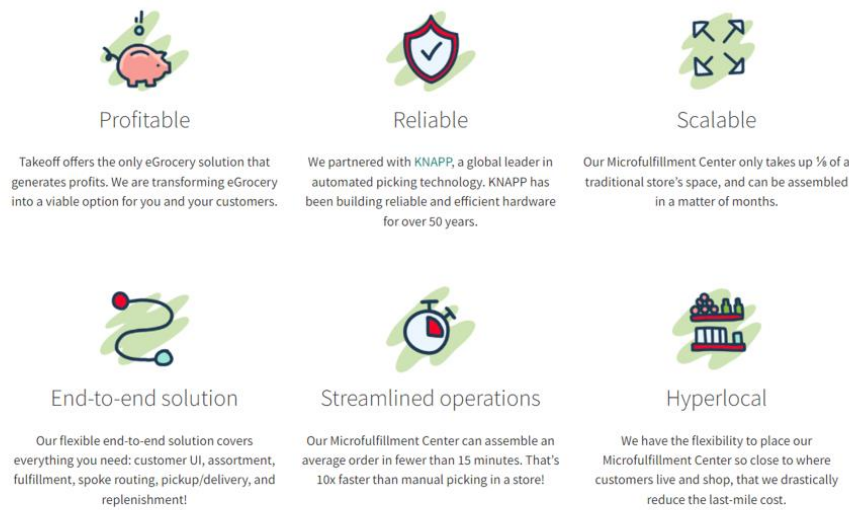 Profitable
Takeoff offers the only eGrocery solution that
generates profits. We are transforming eGrocery
into a viable option for you and your customers.
Reliable
We partnered with KNAPP, a global leader in
automated picking technology. KNAPP has
been building reliable and efficient hardware
for over 50 years.
Scalable
Our Microfulfillment Center only takes up ⅛ of a
traditional store's space, and can be assembled
in a matter of months.
End-to-end solution
Our flexible end-to-end solution covers
everything you need: customer UI, assortment,
fulfillment, spoke routing, pickup/delivery, and
replenishment!
Streamlined operations
Our Microfulfillment Center can assemble an
average order in fewer than 15 minutes. That's
10x faster than manual picking in a store!
Hyperlocal
We have the flexibility to place our
Microfulfillment Center so close to where
customers live and shop, that we drastically
reduce the last-mile cost.